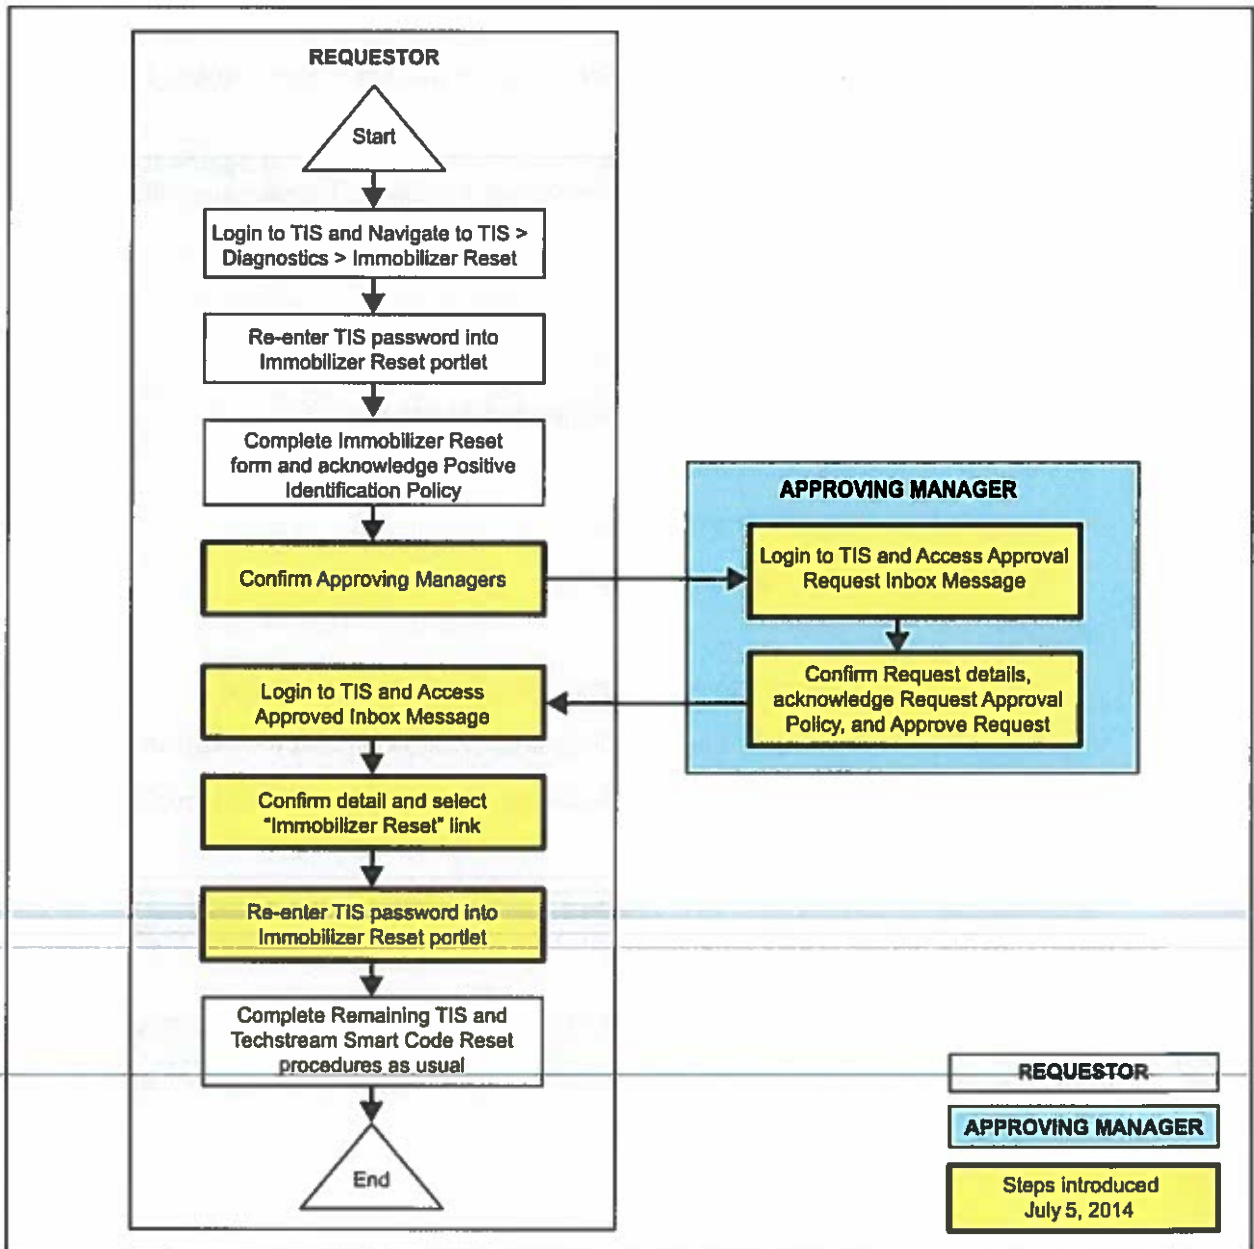 REQUESTOR
Start
Login to TIS and Navigate to TIS >
Diagnostics > Immobilizer Reset
Re-enter TIS password into
Immobilizer Reset portlet
Complete Immobilizer Reset
form and acknowledge Positive
Identification Policy
Confirm Approving Managers
APPROVING MANAGER
Login to TIS and Access Approval
Request Inbox Message
Confirm Request details,
acknowledge Request Approval
Policy, and Approve Request
Login to TIS and Access
Approved Inbox Message
Confirm detail and select
"Immobilizer Reset" link
Re-enter TIS password into
Immobilizer Reset portlet
Complete Remaining TIS and
Techstream Smart Code Reset
procedures as usual
End
REQUESTOR
APPROVING MANAGER
Steps introduced
July 5, 2014